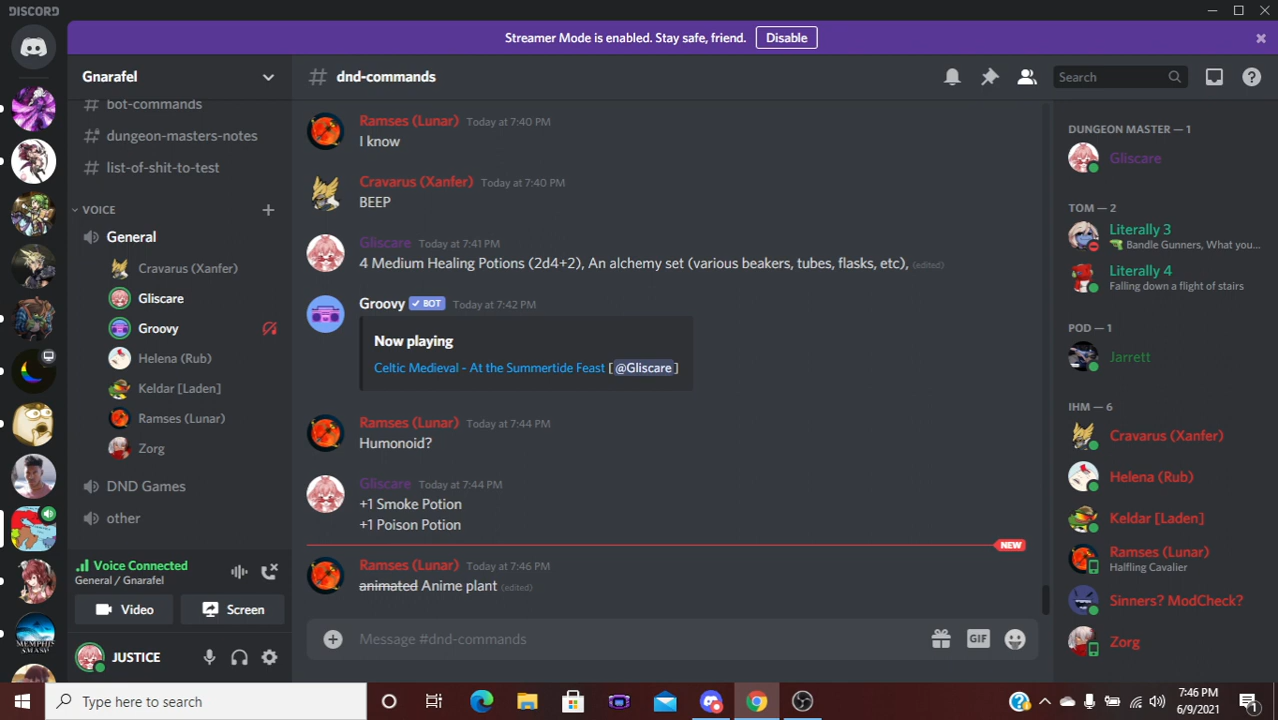 DISCORD
Streamer Mode is enabled. Stay safe, friend. Disable
Gnarafel
bot-commands
dungeon-masters-notes
list-of-shit-to-test
VOICE
General
Cravarus (Xanfer)
Gliscare
Groovy
Helena (Rub)
Keldar [Laden]
Ramses (Lunar)
Zorg
DND Games
other
Voice Connected
General / Gnarafel
Video
Screen
JUSTICE
# dnd-commands
Search
Ramses (Lunar) Today at 7:40 PM
I know
Cravarus (Xanfer) Today at 7:40 PM
BEEP
Gliscare Today at 7:41 PM
4 Medium Healing Potions (2d4+2), An alchemy set (various beakers, tubes, flasks, etc), (edited)
Groovy BOT Today at 7:42 PM
Now playing
Celtic Medieval - At the Summertide Feast [ @Gliscare ]
Ramses (Lunar) Today at 7:44 PM
Humonoid?
Gliscare Today at 7:44 PM
+1 Smoke Potion
+1 Poison Potion
NEW
Ramses (Lunar) Today at 7:46 PM
animated Anime plant (edited)
Message #dnd-commands
GIF
DUNGEON MASTER — 1
Gliscare
TOM — 2
Literally 3
Bandle Gunners, What you...
Literally 4
Falling down a flight of stairs
POD — 1
Jarrett
IHM — 6
Cravarus (Xanfer)
Helena (Rub)
Keldar [Laden]
Ramses (Lunar)
Halfling Cavalier
Sinners? ModCheck?
Zorg
Type here to search
7:46 PM
6/9/2021
1